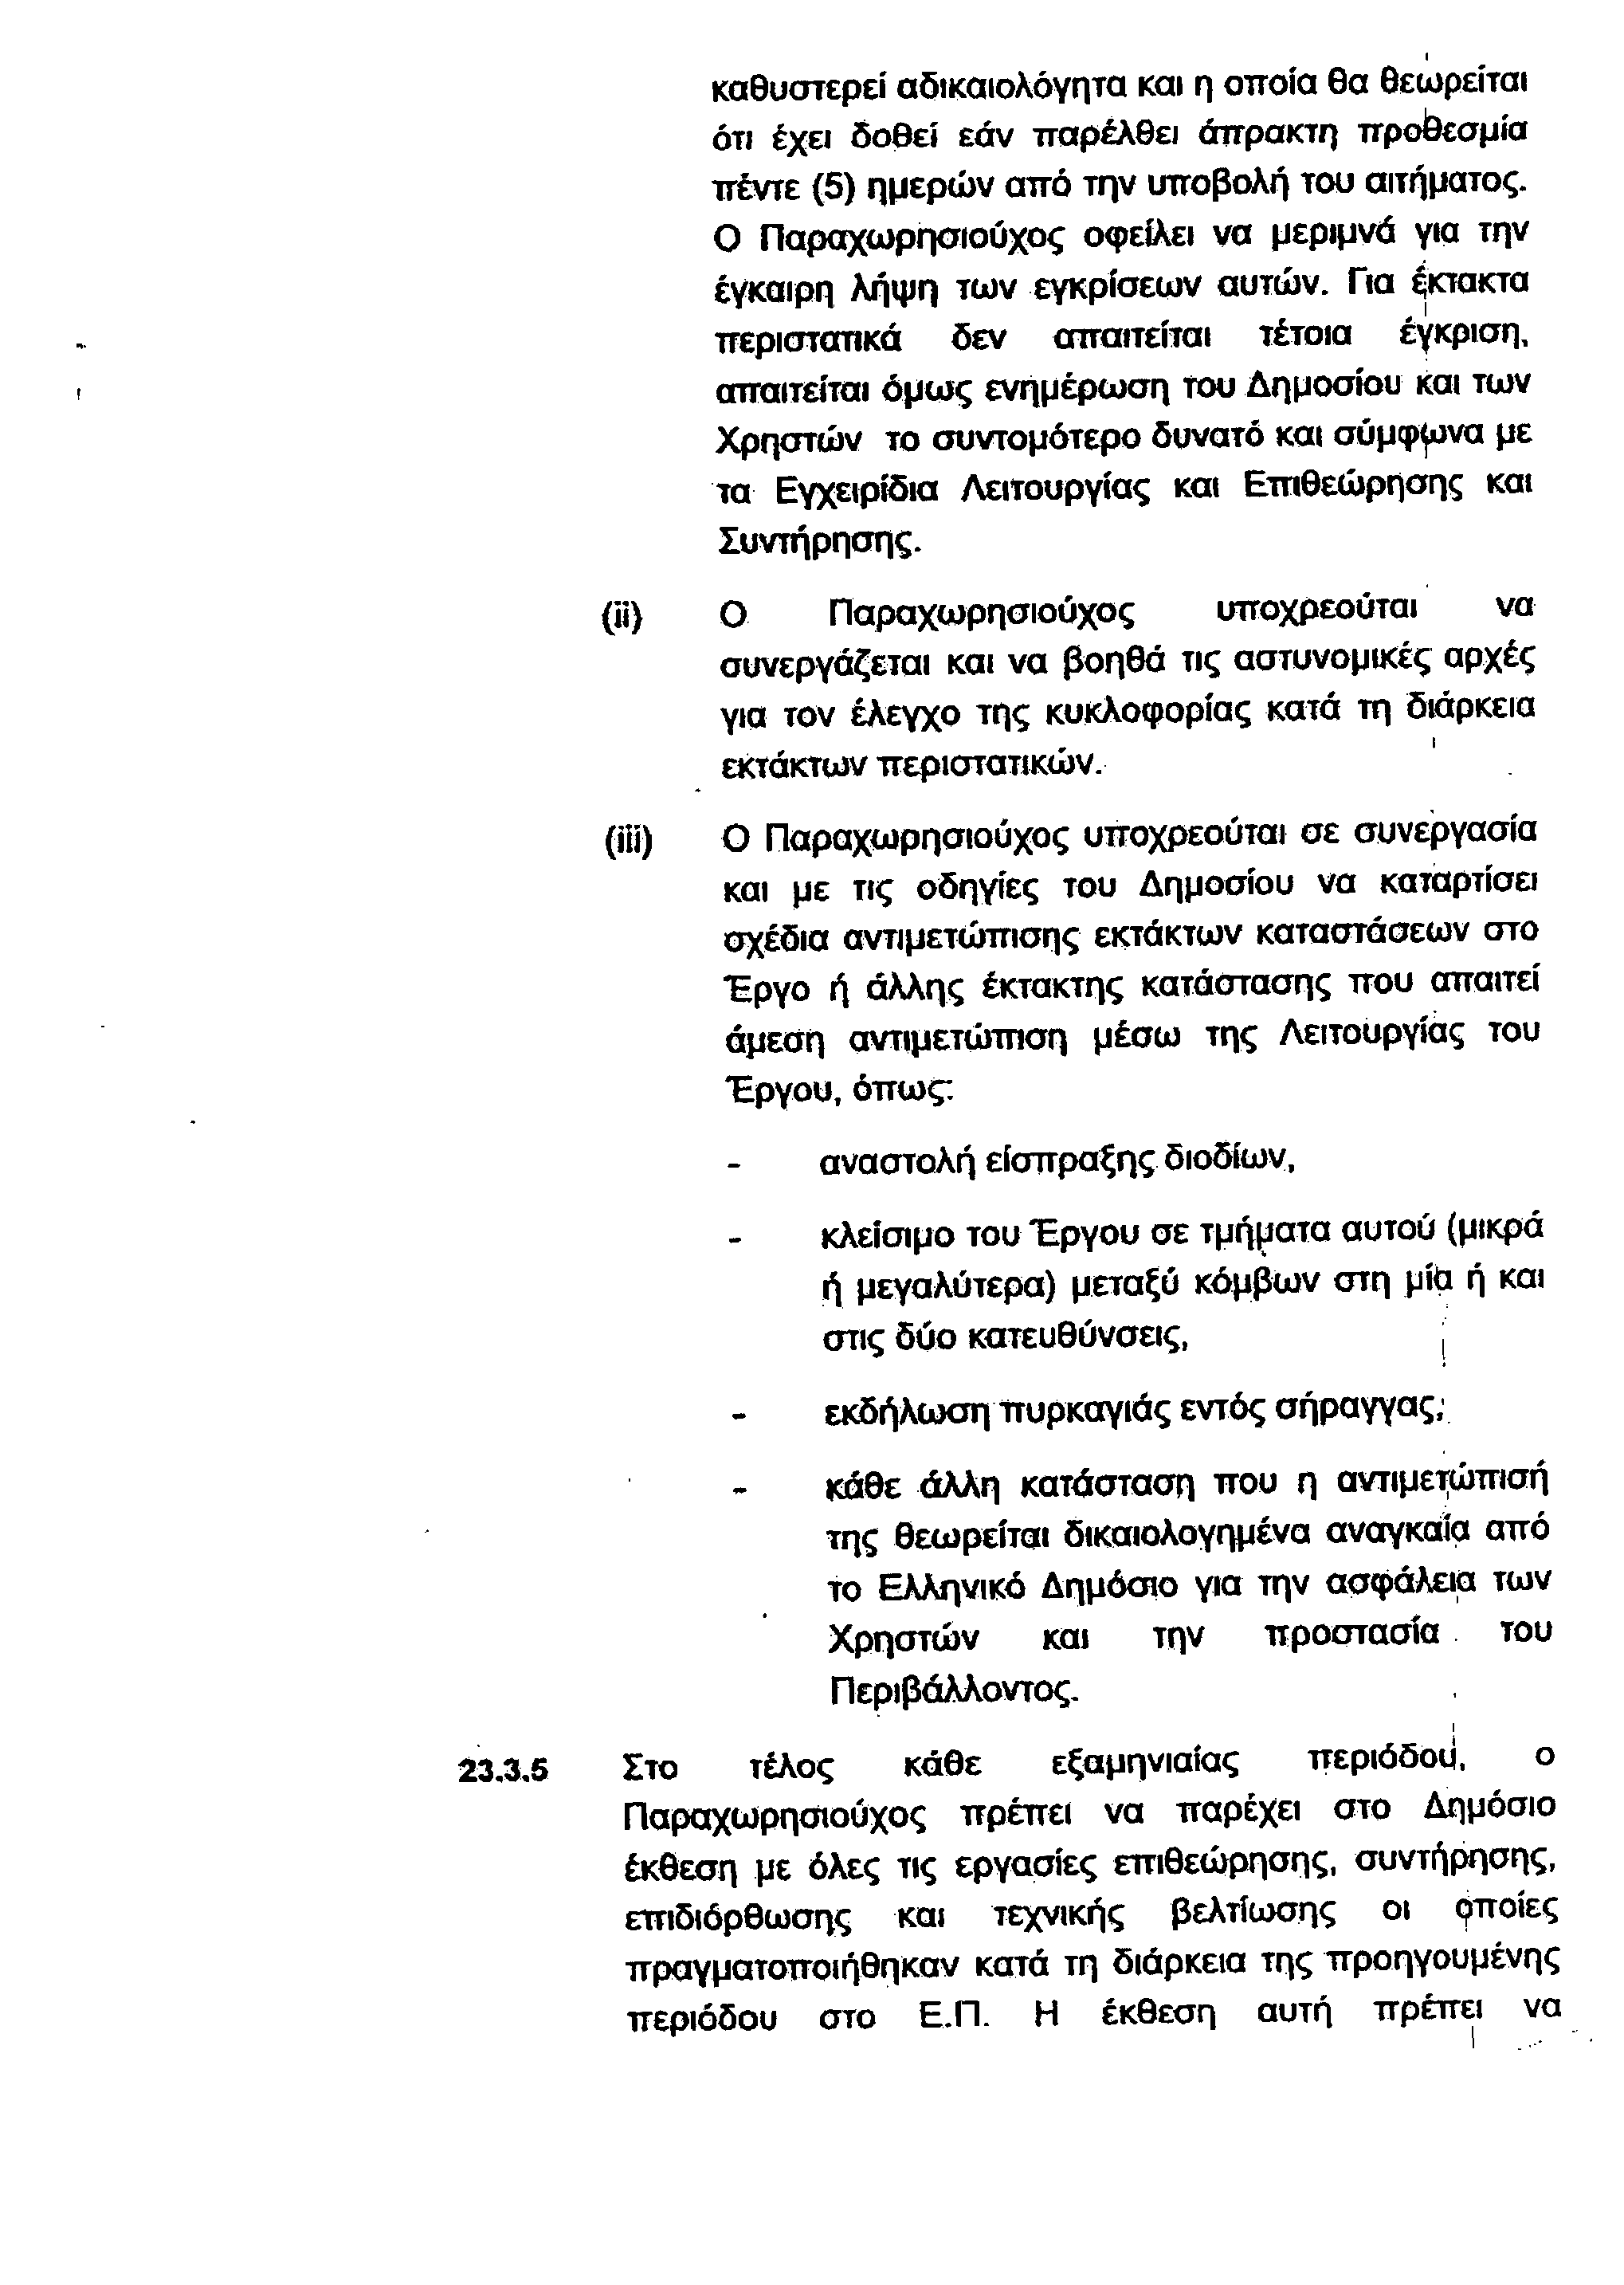 καθυστερεί αδικαιολόγητα και η οποία θα θεωρείται
ότι έχει δοθεί εάν παρέλθει άπρακτη προθεσμία
πέντε (5) ημερών από την υποβολή του αιτήματος.
Ο Παραχωρησιούχος οφείλει να μεριμνά για την
έγκαιρη λήψη των εγκρίσεων αυτών. Για έκτακτα
περιστατικά δεν απαιτείται τέτοια έγκριση,
απαιτείται όμως ενημέρωση του Δημοσίου και των
Χρηστών το συντομότερο δυνατό και σύμφωνα με
τα Εγχειρίδια Λειτουργίας και Επιθεώρησης και
Συντήρησης.
(ii) Ο Παραχωρησιούχος υποχρεούται να
συνεργάζεται και να βοηθά τις αστυνομικές αρχές
για τον έλεγχο της κυκλοφορίας κατά τη διάρκεια
εκτάκτων περιστατικών.
(iii) Ο Παραχωρησιούχος υποχρεούται σε συνεργασία
και με τις οδηγίες του Δημοσίου να καταρτίσει
σχέδια αντιμετώπισης εκτάκτων καταστάσεων στο
Έργο ή άλλης έκτακτης κατάστασης που απαιτεί
άμεση αντιμετώπιση μέσω της Λειτουργίας του
Έργου, όπως:
- αναστολή είσπραξης διοδίων,
- κλείσιμο του Έργου σε τμήματα αυτού (μικρά
ή μεγαλύτερα) μεταξύ κόμβων στη μία ή και
στις δύο κατευθύνσεις,
- εκδήλωση πυρκαγιάς εντός σήραγγας,
- κάθε άλλη κατάσταση που η αντιμετώπισή
της θεωρείται δικαιολογημένα αναγκαία από
το Ελληνικό Δημόσιο για την ασφάλεια των
Χρηστών και την προστασία του
Περιβάλλοντος.
23.3.5 Στο τέλος κάθε εξαμηνιαίας περιόδου, ο
Παραχωρησιούχος πρέπει να παρέχει στο Δημόσιο
έκθεση με όλες τις εργασίες επιθεώρησης, συντήρησης,
επιδιόρθωσης και τεχνικής βελτίωσης οι οποίες
πραγματοποιήθηκαν κατά τη διάρκεια της προηγουμένης
περιόδου στο Ε.Π. Η έκθεση αυτή πρέπει να